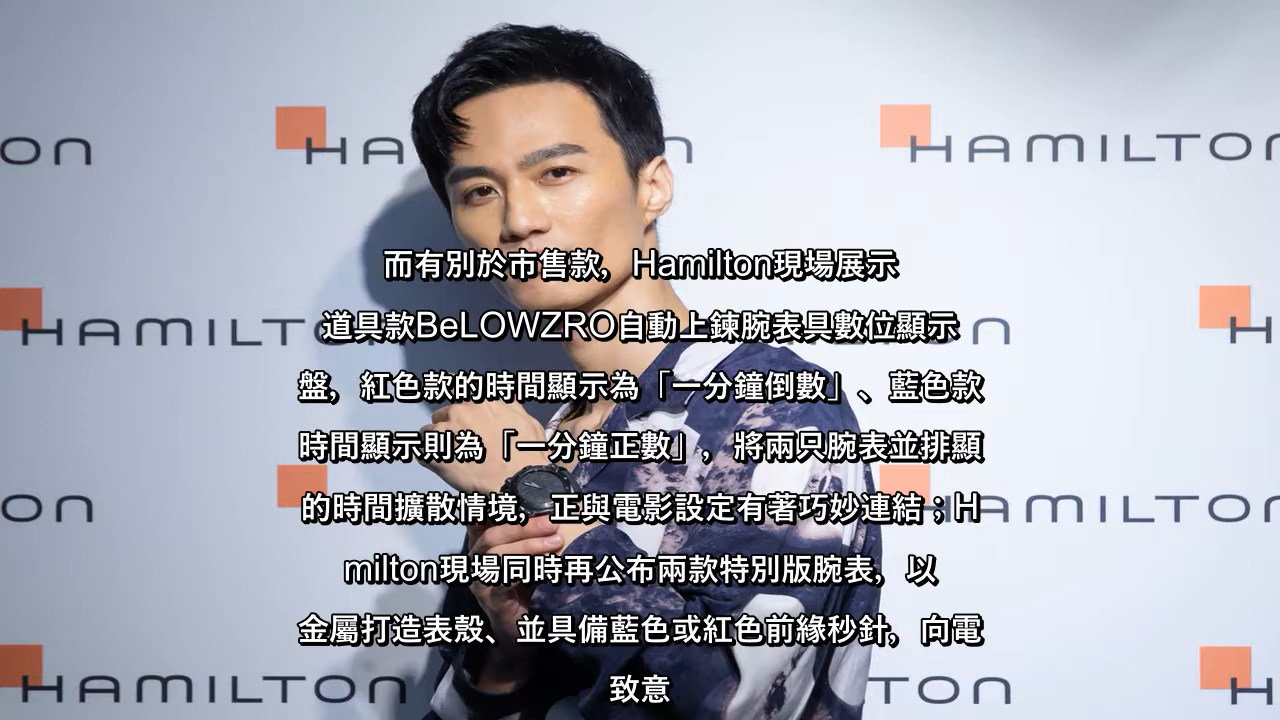 ON
HA
N
HAMILTON
而有別於市售款，Hamilton現場展示
道具款BeLOWZRO自動上鍊腕表具數位顯示
HAMILT
N
H
盤，紅色款的時間顯示為「一分鐘倒數」、藍色款
時間顯示則為「一分鐘正數」，將兩只腕表並排顯
ON
的時間擴散情境，正與電影設定有著巧妙連結；H
AMILTO
milton現場同時再公布兩款特別版腕表，以
金屬打造表殼、並具備藍色或紅色前緣秒針，向電
HAMILTON
致意
TON
H